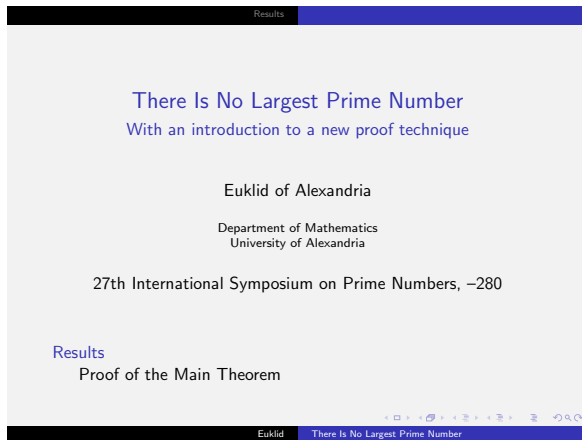 Results
There Is No Largest Prime Number
With an introduction to a new proof technique
Euklid of Alexandria
Department of Mathematics
University of Alexandria
27th International Symposium on Prime Numbers, –280
Results
Proof of the Main Theorem
Euklid There Is No Largest Prime Number